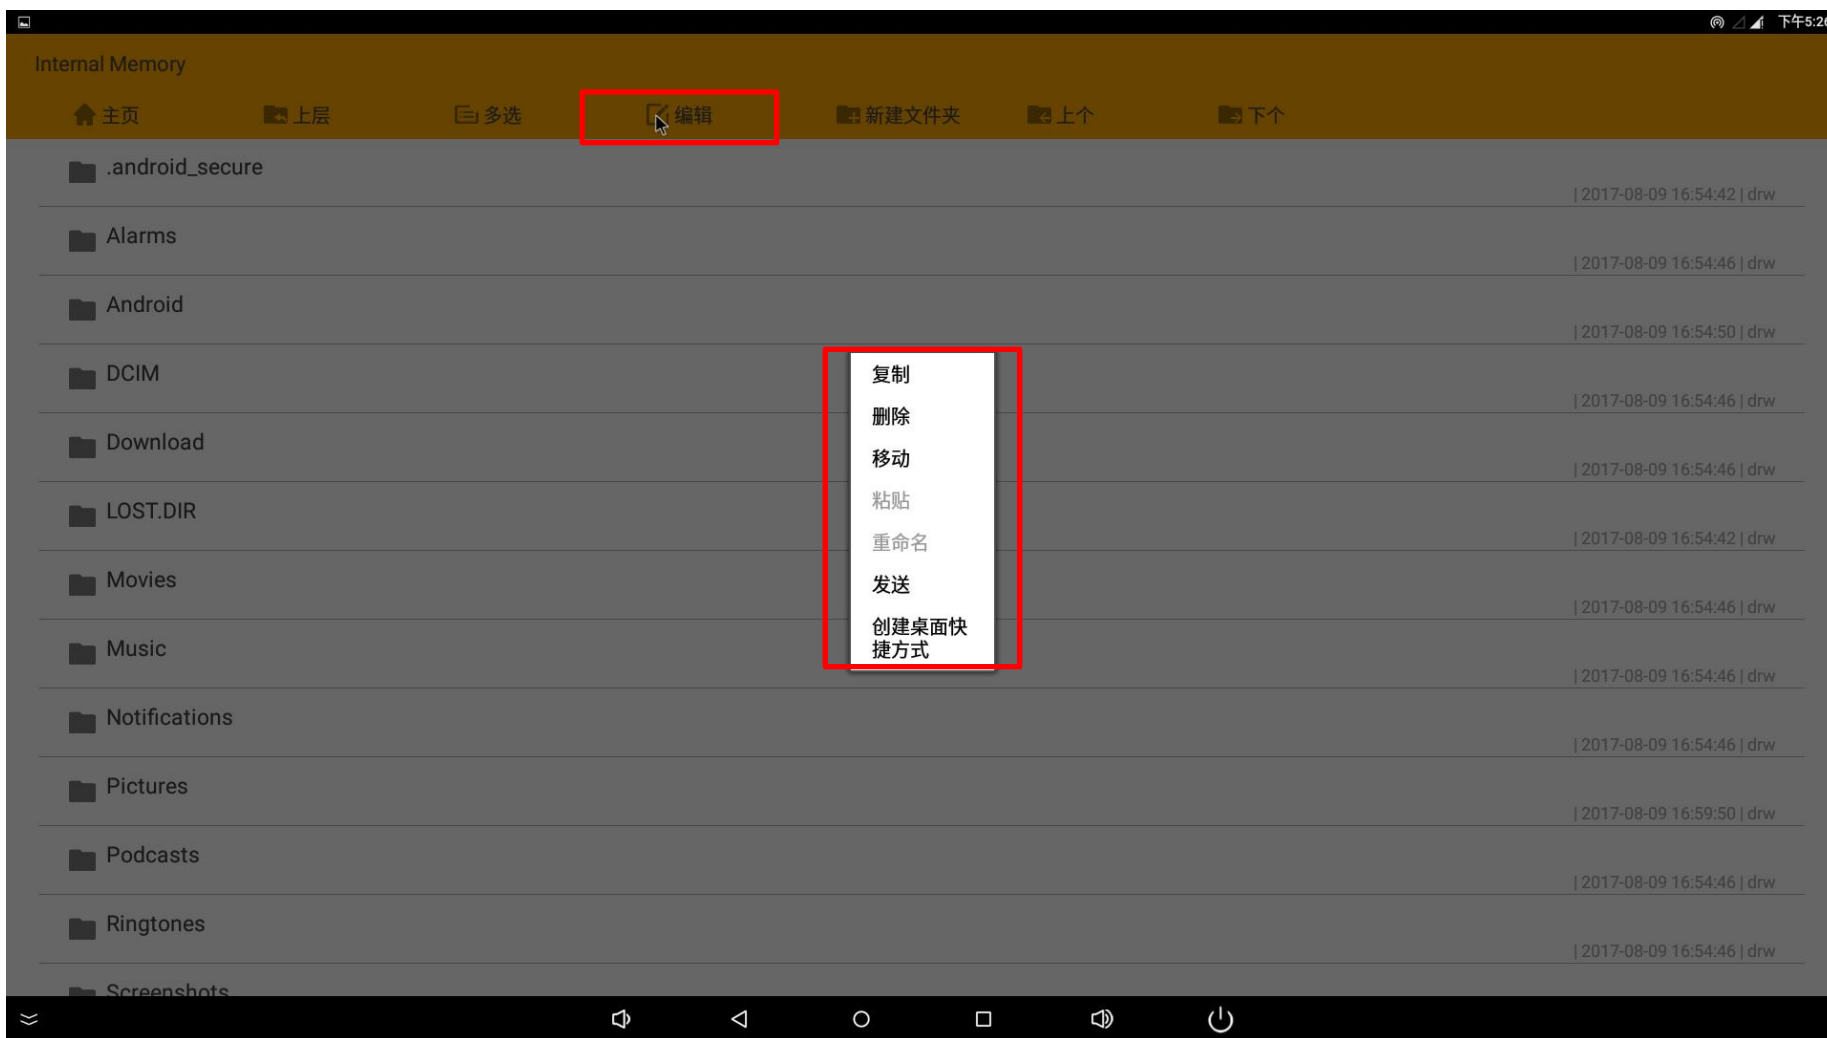 下午5:26
Internal Memory
主页 上层 多选 编辑 新建文件夹 上个 下个
.android_secure
| 2017-08-09 16:54:42 | drw
Alarms
| 2017-08-09 16:54:46 | drw
Android
| 2017-08-09 16:54:50 | drw
DCIM
| 2017-08-09 16:54:46 | drw
Download
| 2017-08-09 16:54:46 | drw
LOST.DIR
| 2017-08-09 16:54:42 | drw
Movies
| 2017-08-09 16:54:46 | drw
Music
| 2017-08-09 16:54:46 | drw
Notifications
| 2017-08-09 16:54:46 | drw
Pictures
| 2017-08-09 16:59:50 | drw
Podcasts
| 2017-08-09 16:54:46 | drw
Ringtones
| 2017-08-09 16:54:46 | drw
Screenshots
复制
删除
移动
粘贴
重命名
发送
创建桌面快
捷方式